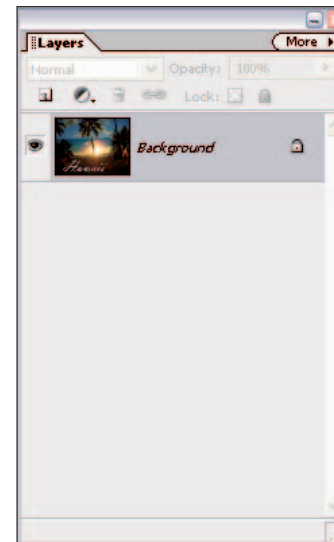 Layers More
Normal Opacity: 100%
Lock:
Background
Hawaii